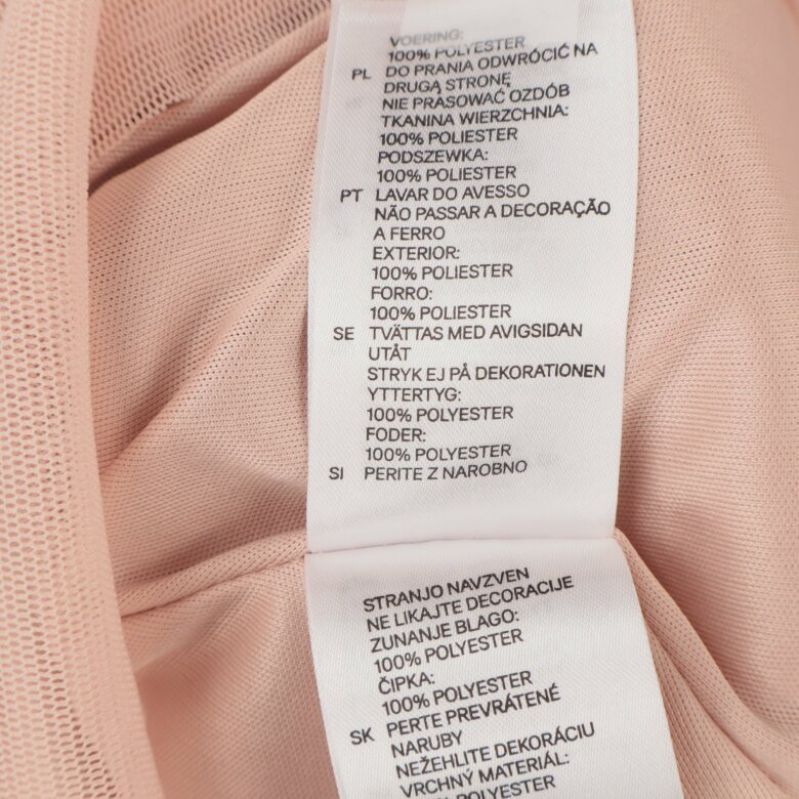 VOERING:
100% POLYESTER
PL DO PRANIA ODWRÓCIĆ NA
DRUGĄ STRONĘ
NIE PRASOWAĆ OZDÓB
TKANINA WIERZCHNIA:
100% POLIESTER
PODSZEWKA:
100% POLIESTER
PT LAVAR DO AVESSO
NÃO PASSAR A DECORAÇÃO
A FERRO
EXTERIOR:
100% POLIESTER
FORRO:
100% POLIESTER
SE TVÄTTAS MED AVIGSIDAN
UTÅT
STRYK EJ PÅ DEKORATIONEN
YTTERTYG:
100% POLYESTER
FODER:
100% POLYESTER
SI PERITE Z NAROBNO
STRANJO NAVZVEN
NE LIKAJTE DECORACIJE
ZUNANJE BLAGO:
100% POLYESTER
ČIPKA:
100% POLYESTER
SK PERTE PREVRÁTENÉ
NARUBY
NEŽEHLITE DEKORÁCIU
VRCHNÝ MATERIÁL:
100% POLYESTER